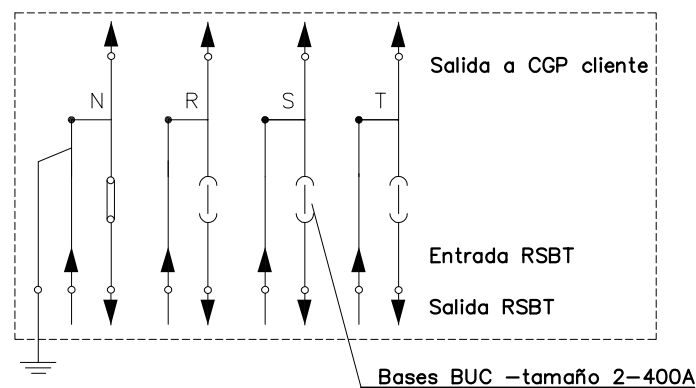 Salida a CGP cliente
N R S T
Entrada RSBT
Salida RSBT
Bases BUC -tamaño 2-400A